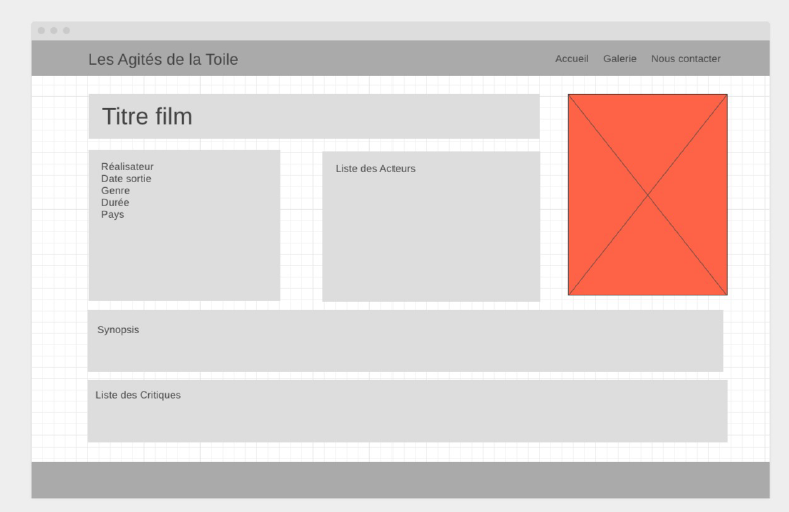 Les Agités de la Toile
Accueil Galerie Nous contacter
Titre film
Réalisateur
Date sortie
Genre
Durée
Pays
Liste des Acteurs
Synopsis
Liste des Critiques